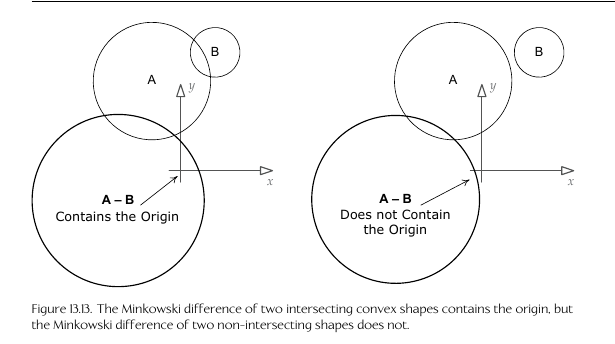 B
A
y
x
A – B
Contains the Origin
B
A
y
x
A – B
Does not Contain
the Origin
Figure 13.13. The Minkowski difference of two intersecting convex shapes contains the origin, but
the Minkowski difference of two non-intersecting shapes does not.